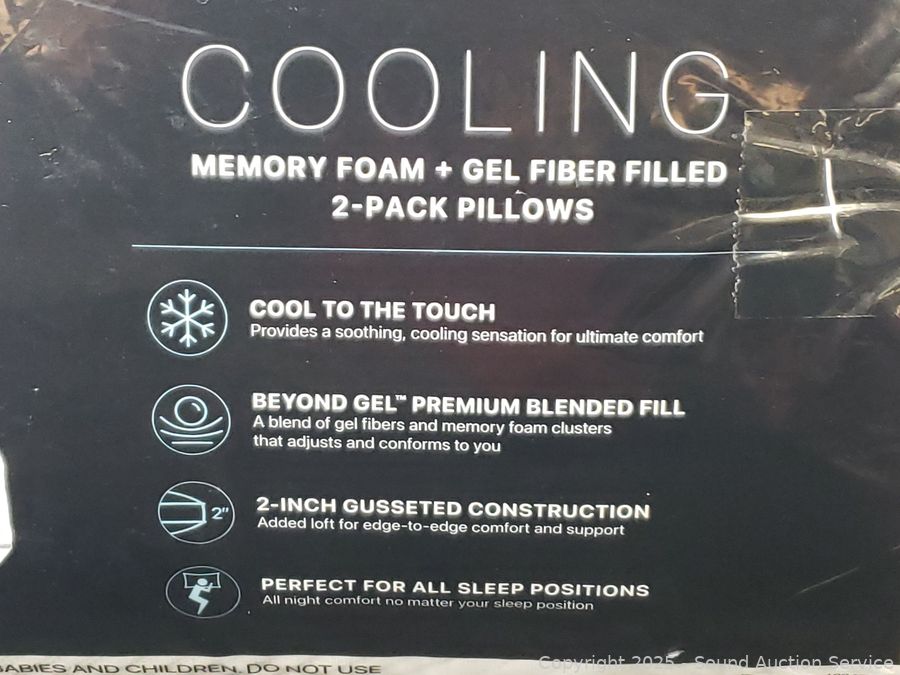 COOLING
MEMORY FOAM + GEL FIBER FILLED
2-PACK PILLOWS
COOL TO THE TOUCH
Provides a soothing, cooling sensation for ultimate comfort
BEYOND GEL™ PREMIUM BLENDED FILL
A blend of gel fibers and memory foam clusters
that adjusts and conforms to you
2"
2-INCH GUSSETED CONSTRUCTION
Added loft for edge-to-edge comfort and support
PERFECT FOR ALL SLEEP POSITIONS
All night comfort no matter your sleep position
BABIES AND CHILDREN. DO NOT USE
Copyright 2025 - Sound Auction Service